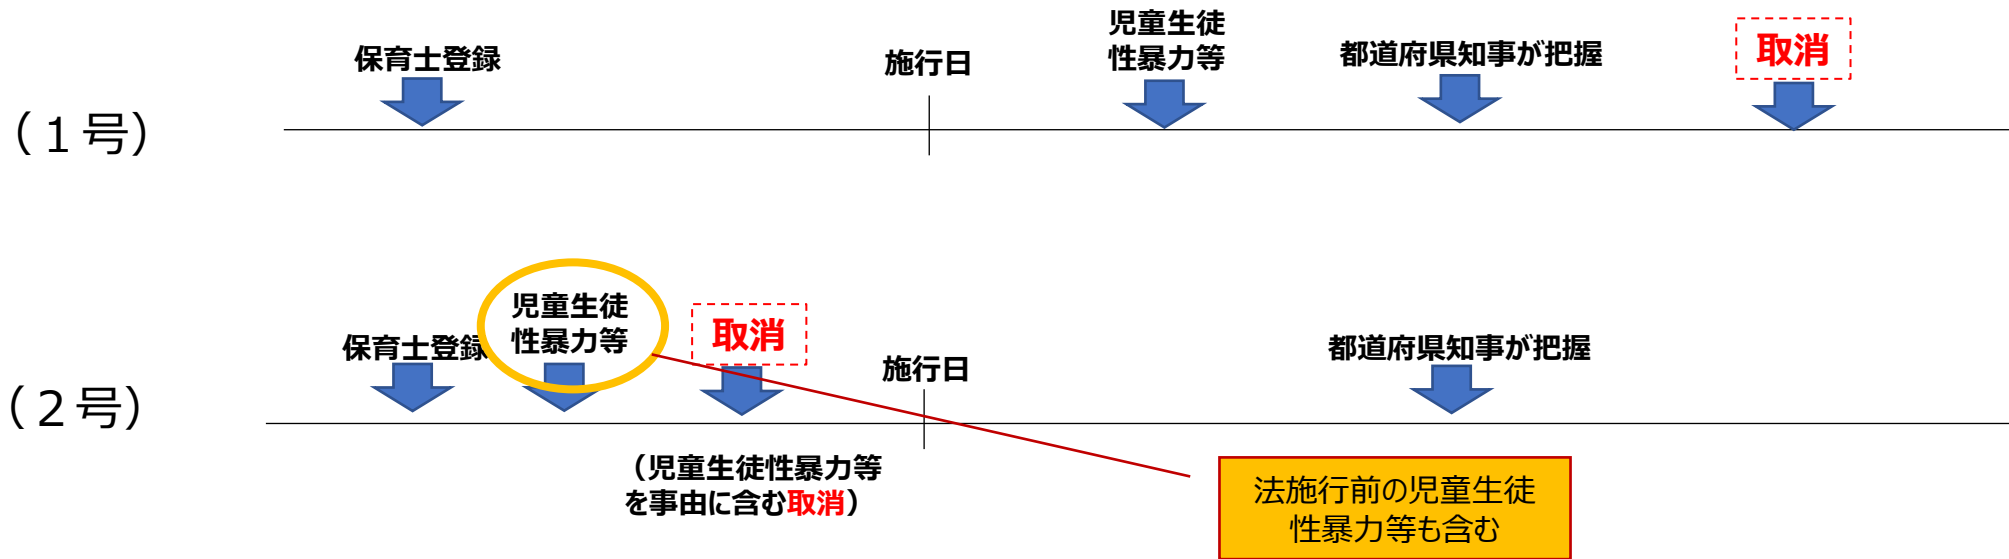 （１号）
保育士登録
施行日
児童生徒
性暴力等
都道府県知事が把握
取消
（２号）
保育士登録
児童生徒
性暴力等
取消
施行日
都道府県知事が把握
（児童生徒性暴力等
を事由に含む取消）
法施行前の児童生徒
性暴力等も含む